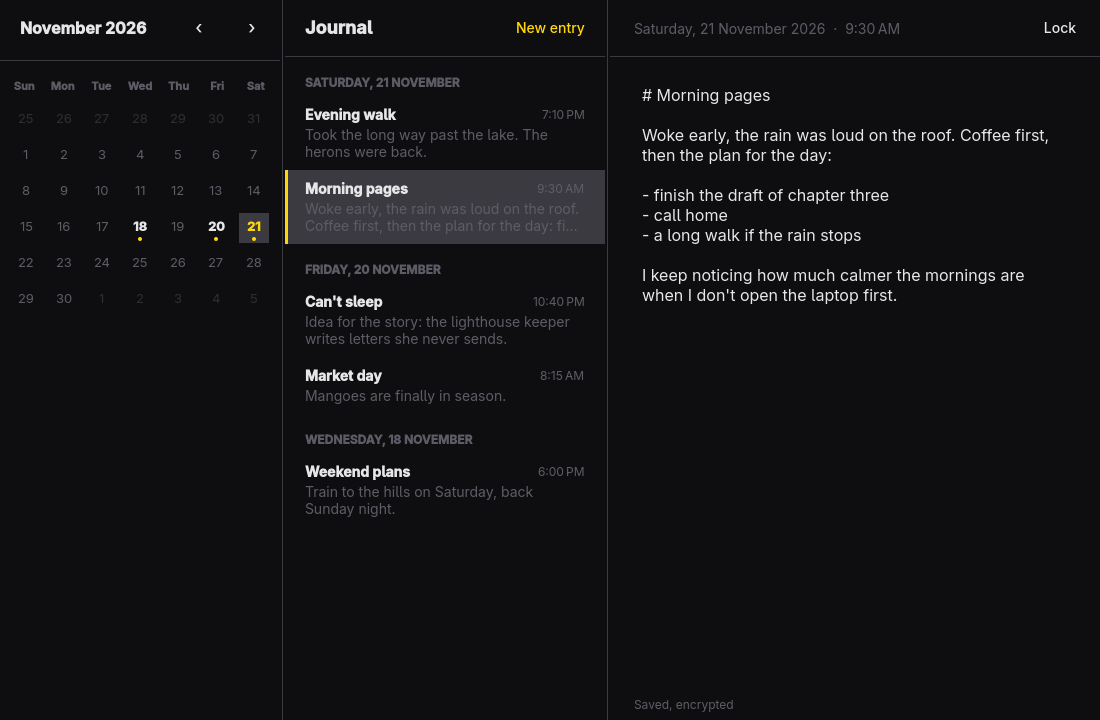 November 2026 ‹ ›
Sun Mon Tue Wed Thu Fri Sat
25 26 27 28 29 30 31
1 2 3 4 5 6 7
8 9 10 11 12 13 14
15 16 17 18 19 20 21
22 23 24 25 26 27 28
29 30 1 2 3 4 5
Journal New entry
SATURDAY, 21 NOVEMBER
Evening walk 7:10 PM
Took the long way past the lake. The
herons were back.
Morning pages 9:30 AM
Woke early, the rain was loud on the roof.
Coffee first, then the plan for the day: fi...
FRIDAY, 20 NOVEMBER
Can't sleep 10:40 PM
Idea for the story: the lighthouse keeper
writes letters she never sends.
Market day 8:15 AM
Mangoes are finally in season.
WEDNESDAY, 18 NOVEMBER
Weekend plans 6:00 PM
Train to the hills on Saturday, back
Sunday night.
Saturday, 21 November 2026 · 9:30 AM Lock
# Morning pages
Woke early, the rain was loud on the roof. Coffee first,
then the plan for the day:
- finish the draft of chapter three
- call home
- a long walk if the rain stops
I keep noticing how much calmer the mornings are
when I don't open the laptop first.
Saved, encrypted